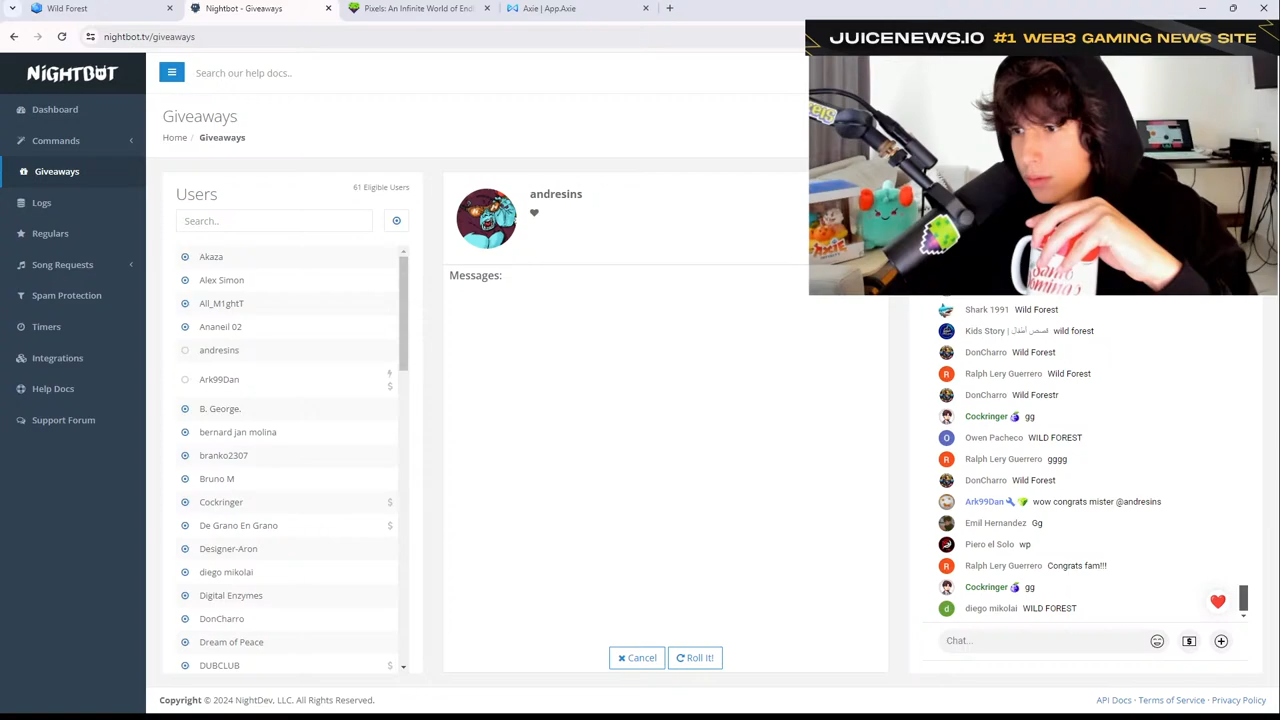 Wild Forest
Nightbot - Giveaways
Pixels: An Infinite World of Endl
Axie | App.Axie
nightbot.tv/giveaways
JUICENEWS.IO #1 WEB3 GAMING NEWS SITE
NIGHTBOT
Search our help docs..
Dashboard
Commands
Giveaways
Logs
Regulars
Song Requests
Spam Protection
Timers
Integrations
Help Docs
Support Forum
Giveaways
Home / Giveaways
Users
61 Eligible Users
Search..
Akaza
Alex Simon
All_M1ghtT
Ananeil 02
andresins
Ark99Dan
$
B. George.
bernard jan molina
branko2307
Bruno M
Cockringer $
De Grano En Grano $
Designer-Aron
diego mikolai
Digital Enzymes
DonCharro
Dream of Peace
DUBCLUB $
andresins
Messages:
Cancel
Roll It!
Shark 1991 Wild Forest
Kids Story | قصص أطفال wild forest
DonCharro Wild Forest
Ralph Lery Guerrero Wild Forest
DonCharro Wild Forestr
Cockringer gg
Owen Pacheco WILD FOREST
Ralph Lery Guerrero gggg
DonCharro Wild Forest
Ark99Dan wow congrats mister @andresins
Emil Hernandez Gg
Piero el Solo wp
Ralph Lery Guerrero Congrats fam!!!
Cockringer gg
diego mikolai WILD FOREST
Chat...
Copyright © 2024 NightDev, LLC. All Rights Reserved.
API Docs · Terms of Service · Privacy Policy